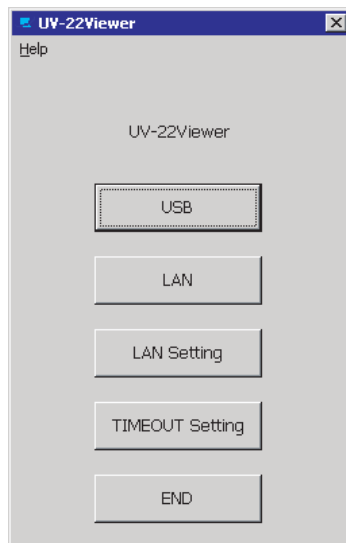 UV-22Viewer
Help
UV-22Viewer
USB
LAN
LAN Setting
TIMEOUT Setting
END